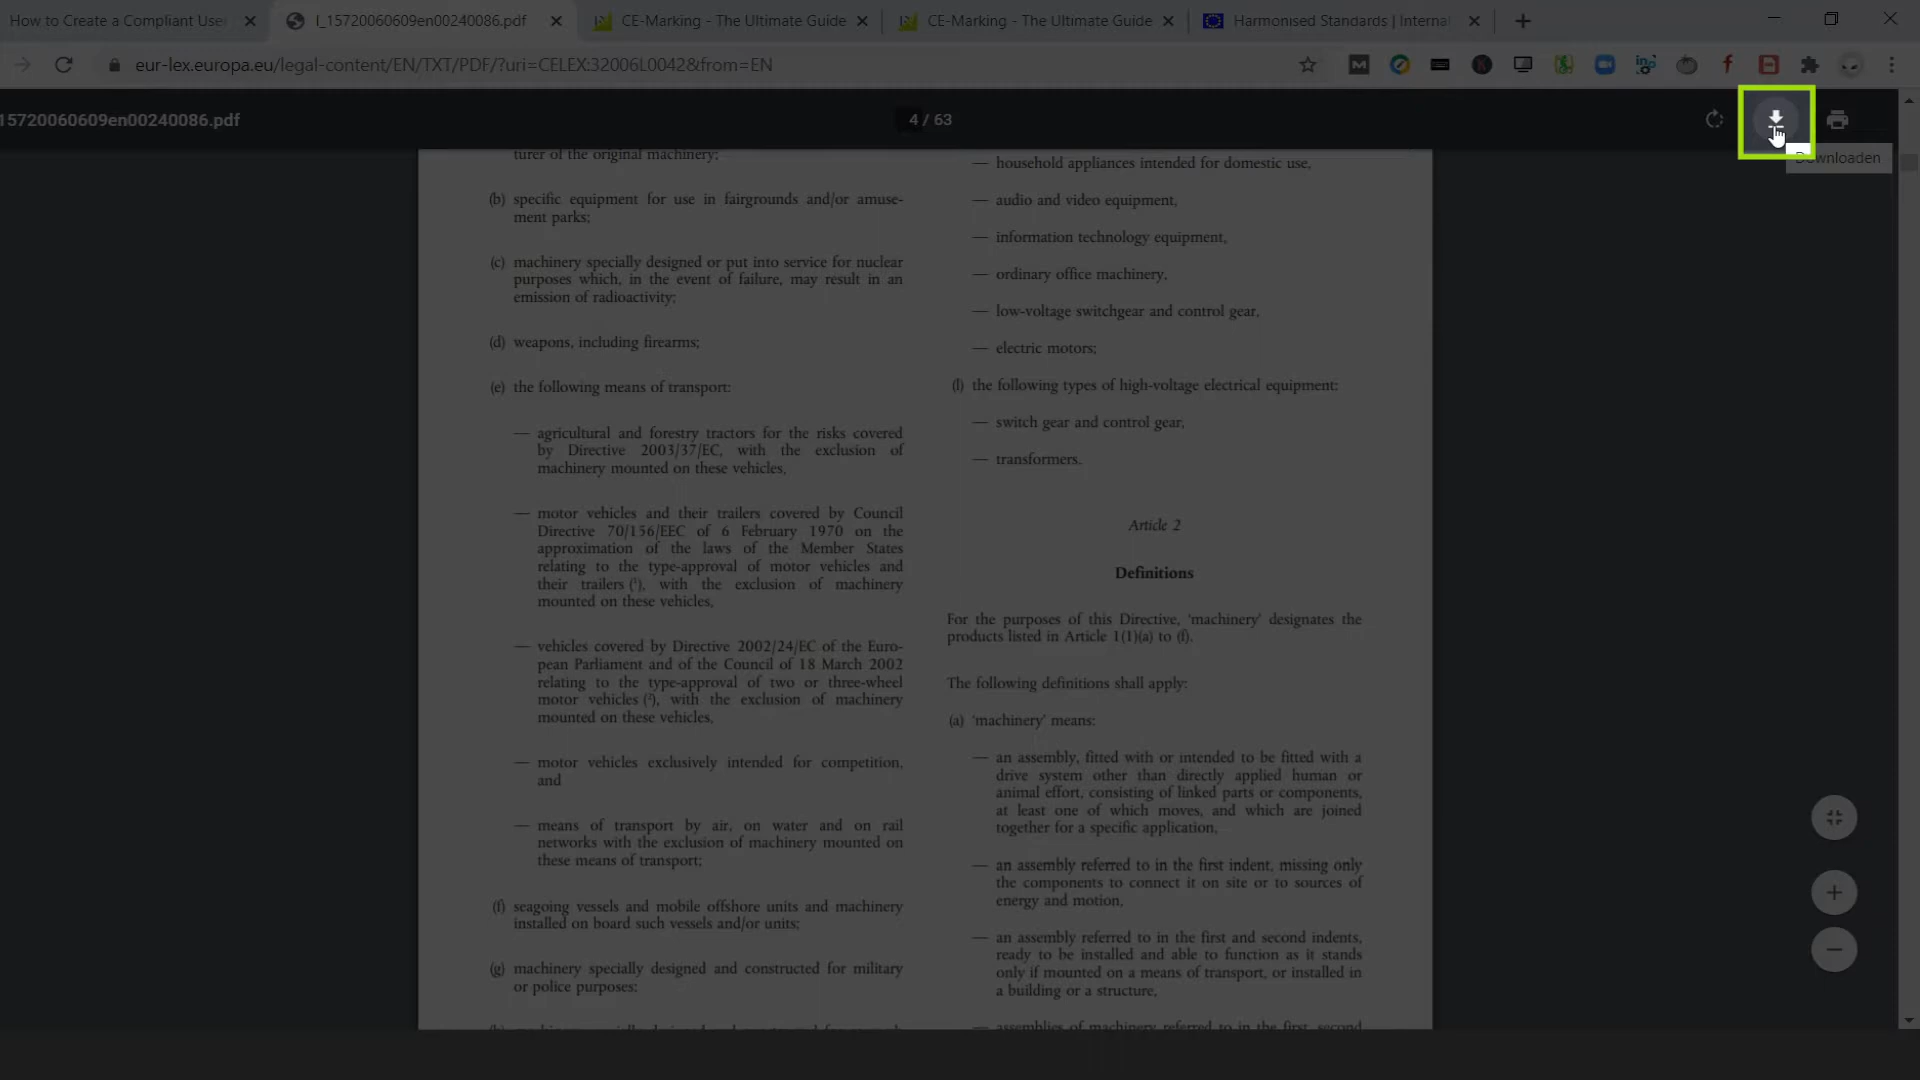 How to Create a Compliant User
l_15720060609en00240086.pdf
CE-Marking - The Ultimate Guide
CE-Marking - The Ultimate Guide
Harmonised Standards | Interna
eur-lex.europa.eu/legal-content/EN/TXT/PDF/?uri=CELEX:32006L0042&from=EN
15720060609en00240086.pdf
4 / 63
Downloaden
turer of the original machinery;
(b) specific equipment for use in fairgrounds and/or amuse-
ment parks;
(c) machinery specially designed or put into service for nuclear
purposes which, in the event of failure, may result in an
emission of radioactivity;
(d) weapons, including firearms;
(e) the following means of transport:
— agricultural and forestry tractors for the risks covered
by Directive 2003/37/EC, with the exclusion of
machinery mounted on these vehicles,
— motor vehicles and their trailers covered by Council
Directive 70/156/EEC of 6 February 1970 on the
approximation of the laws of the Member States
relating to the type-approval of motor vehicles and
their trailers (¹), with the exclusion of machinery
mounted on these vehicles,
— vehicles covered by Directive 2002/24/EC of the Euro-
pean Parliament and of the Council of 18 March 2002
relating to the type-approval of two or three-wheel
motor vehicles (²), with the exclusion of machinery
mounted on these vehicles,
— motor vehicles exclusively intended for competition,
and
— means of transport by air, on water and on rail
networks with the exclusion of machinery mounted on
these means of transport;
(f) seagoing vessels and mobile offshore units and machinery
installed on board such vessels and/or units;
(g) machinery specially designed and constructed for military
or police purposes;
— household appliances intended for domestic use,
— audio and video equipment,
— information technology equipment,
— ordinary office machinery,
— low-voltage switchgear and control gear,
— electric motors;
(l) the following types of high-voltage electrical equipment:
— switch gear and control gear,
— transformers.
Article 2
Definitions
For the purposes of this Directive, ‘machinery’ designates the
products listed in Article 1(1)(a) to (f).
The following definitions shall apply:
(a) ‘machinery’ means:
— an assembly, fitted with or intended to be fitted with a
drive system other than directly applied human or
animal effort, consisting of linked parts or components,
at least one of which moves, and which are joined
together for a specific application,
— an assembly referred to in the first indent, missing only
the components to connect it on site or to sources of
energy and motion,
— an assembly referred to in the first and second indents,
ready to be installed and able to function as it stands
only if mounted on a means of transport, or installed in
a building or a structure,
— assemblies of machinery referred to in the first, second